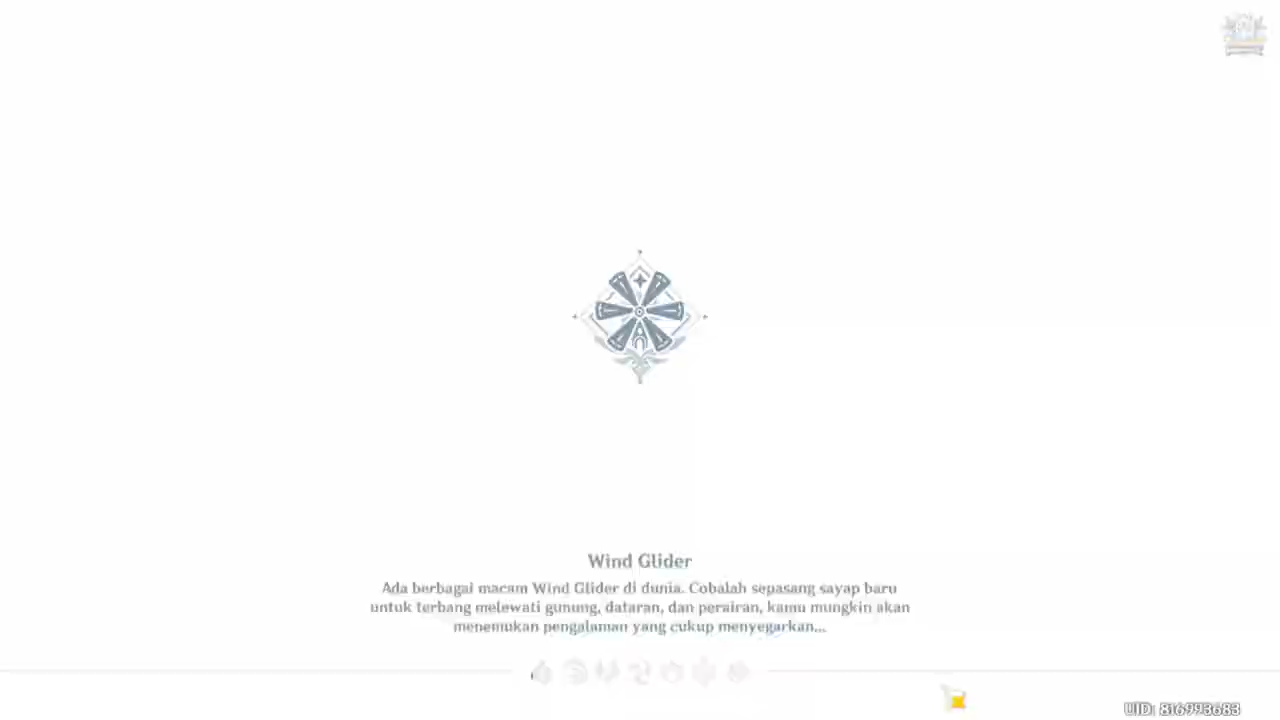 Wind Glider
Ada berbagai macam Wind Glider di dunia. Cobalah sepasang sayap baru
untuk terbang melewati gunung, dataran, dan perairan, kamu mungkin akan
menemukan pengalaman yang cukup menyegarkan...
UID: 816993683